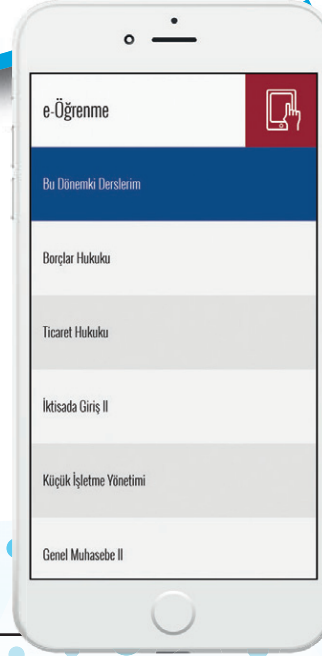 e-Öğrenme
Bu Dönemki Derslerim
Borçlar Hukuku
Ticaret Hukuku
İktisada Giriş II
Küçük İşletme Yönetimi
Genel Muhasebe II